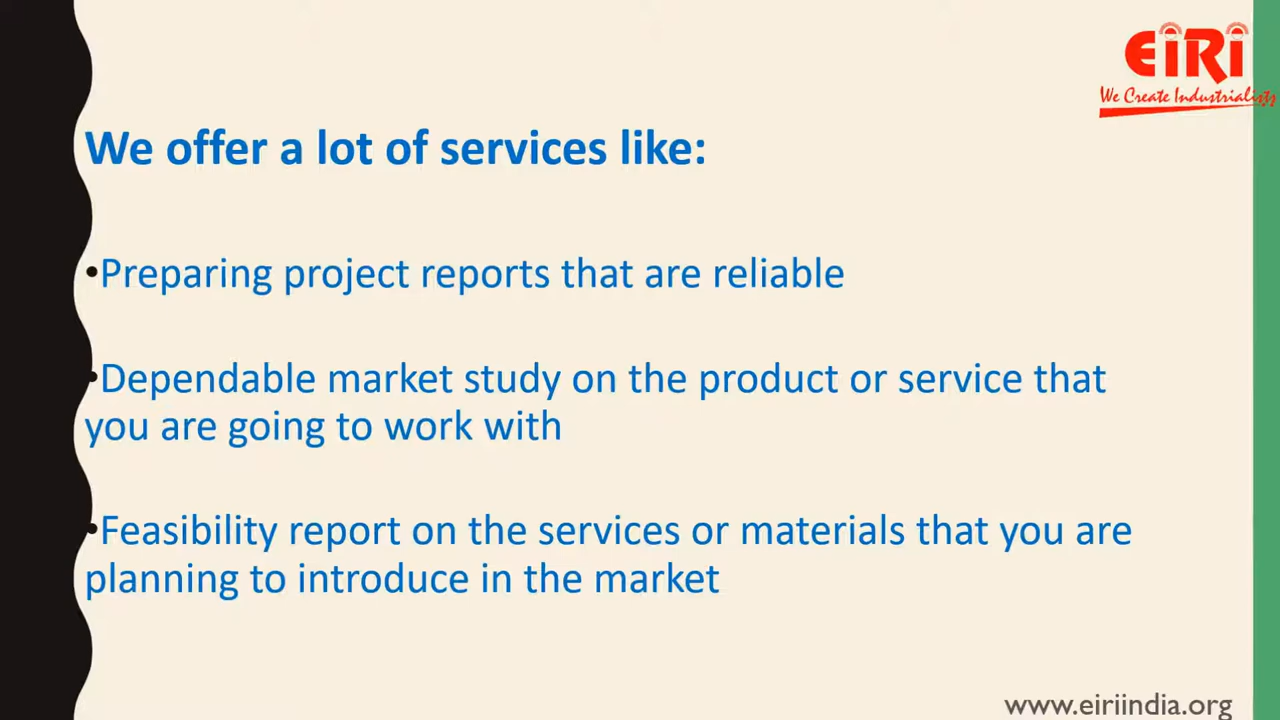 EiRi
We Create Industrialists
We offer a lot of services like:
•Preparing project reports that are reliable
•Dependable market study on the product or service that
you are going to work with
•Feasibility report on the services or materials that you are
planning to introduce in the market
www.eiriindia.org